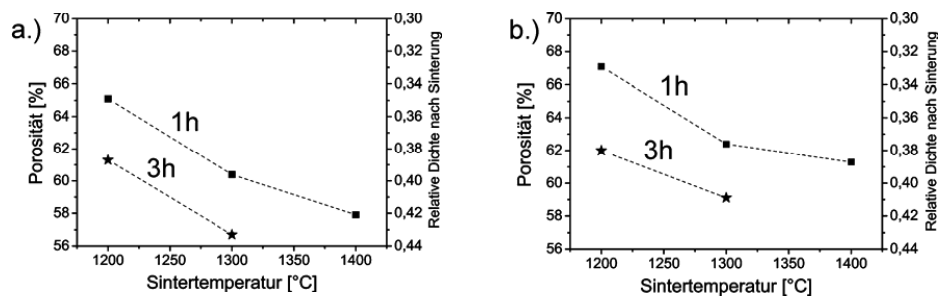 a.)
Porosität [%]
70
68
66
64
62
60
58
56
1h
3h
0,30
0,32
0,34
0,36
0,38
0,40
0,42
0,44
Relative Dichte nach Sinterung
1200 1250 1300 1350 1400
Sintertemperatur [°C]
b.)
Porosität [%]
70
68
66
64
62
60
58
56
1h
3h
0,30
0,32
0,34
0,36
0,38
0,40
0,42
0,44
Relative Dichte nach Sinterung
1200 1250 1300 1350 1400
Sintertemperatur [°C]